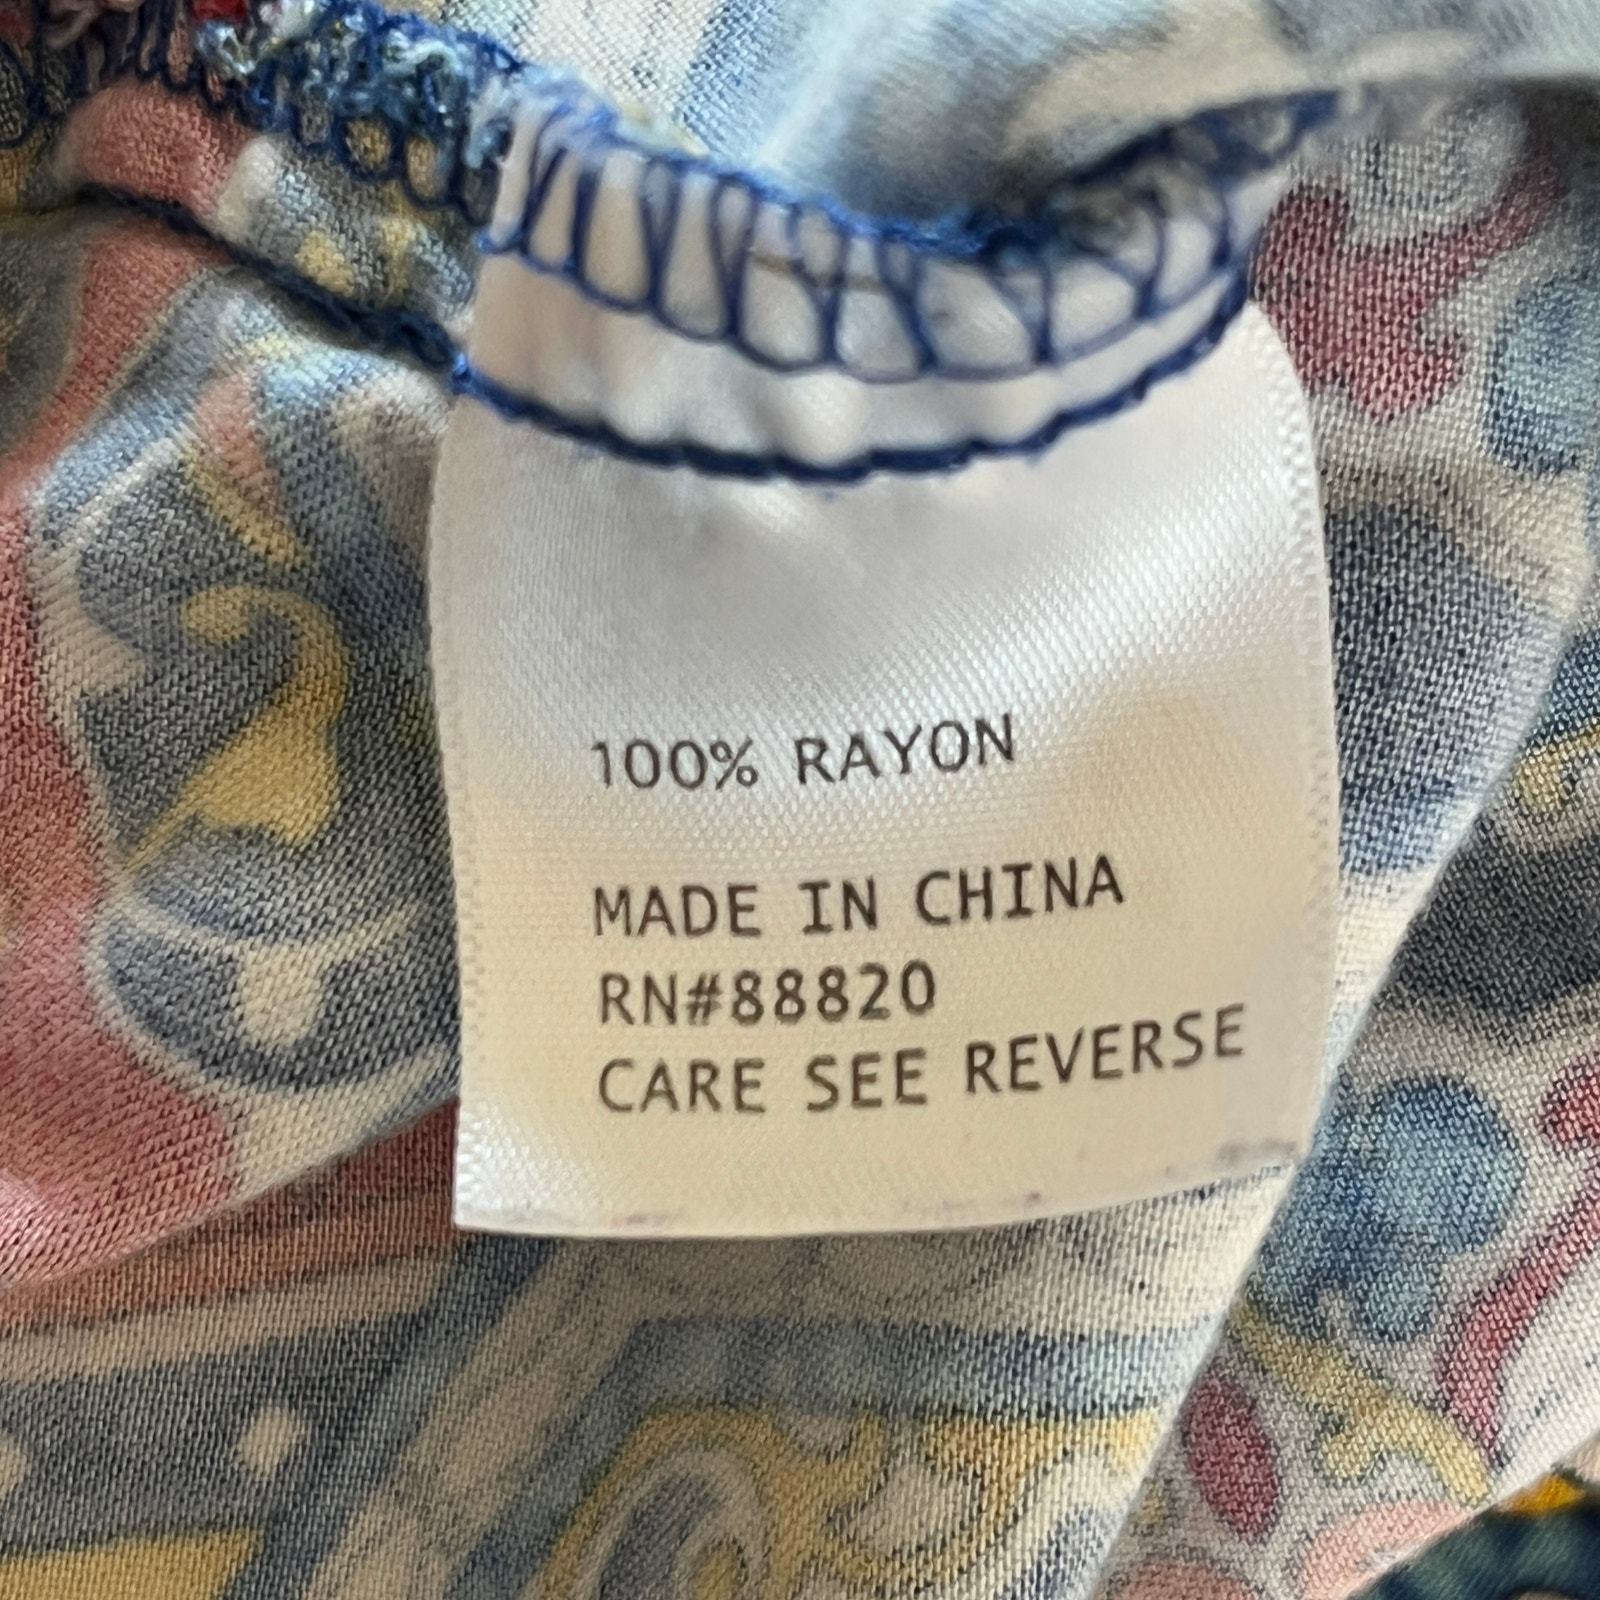 100% RAYON
MADE IN CHINA
RN#88820
CARE SEE REVERSE